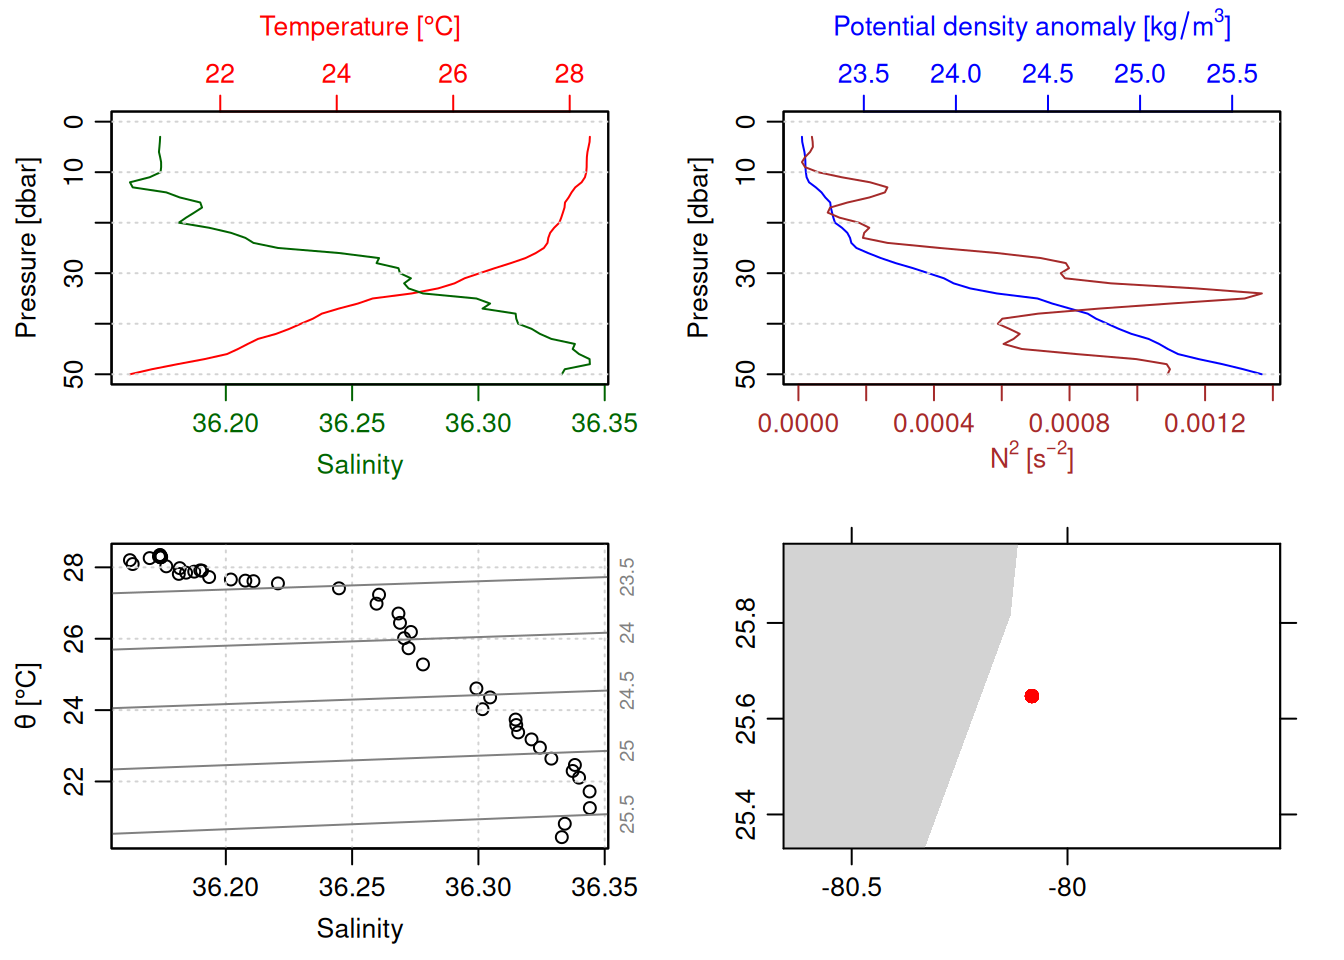 Temperature [°C]
22 24 26 28
Pressure [dbar]
0
10
30
50
36.20 36.25 36.30 36.35
Salinity
Potential density anomaly [kg/m³]
23.5 24.0 24.5 25.0 25.5
Pressure [dbar]
0
10
30
50
0.0000 0.0004 0.0008 0.0012
N² [s⁻²]
θ [°C]
28
26
24
22
23.5
24
24.5
25
25.5
36.20 36.25 36.30 36.35
Salinity
25.8
25.6
25.4
-80.5 -80